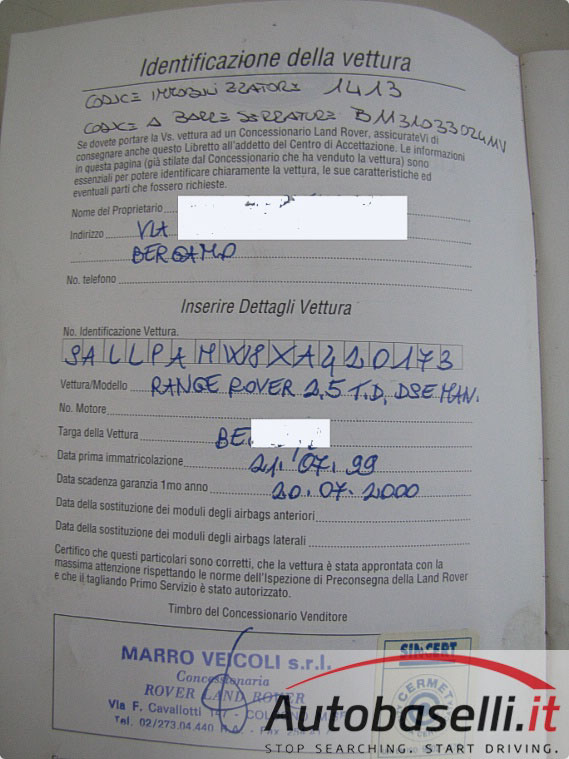 Identificazione della vettura
CODICE IMMOBILIZZATORE 1413
CODICE A BARRE SERRATURE B1131033024MV
Se dovete portare la Vs. vettura ad un Concessionario Land Rover, assicurateVi di
consegnare anche questo Libretto all'addetto del Centro di Accettazione. Le informazioni
in questa pagina (già stilate dal Concessionario che ha venduto la vettura) sono
essenziali per potere identificare chiaramente la vettura, le sue caratteristiche ed
eventuali parti che fossero richieste.
Nome del Proprietario
Indirizzo VIA
BERGAMO
No. telefono
Inserire Dettagli Vettura
No. Identificazione Vettura.
SALLPAMW8XA420173
Vettura/Modello RANGE ROVER 2,5 T.D. DSE MAN.
No. Motore
Targa della Vettura BE
Data prima immatricolazione 21.07.99
Data scadenza garanzia 1mo anno 20.07.2000
Data della sostituzione dei moduli degli airbags anteriori
Data della sostituzione dei moduli degli airbags laterali
Certifico che questi particolari sono corretti, che la vettura è stata approntata con la
massima attenzione rispettando le norme dell'Ispezione di Preconsegna della Land Rover
e che il tagliando Primo Servizio è stato autorizzato.
Timbro del Concessionario Venditore
MARRO VEICOLI s.r.l.
Concessionaria
ROVER LAND ROVER
Via F. Cavallotti
Tel. 02/273.04.440 R.A. - Fax
SINCERT
CERMET
Autobaselli.it
STOP SEARCHING. START DRIVING.